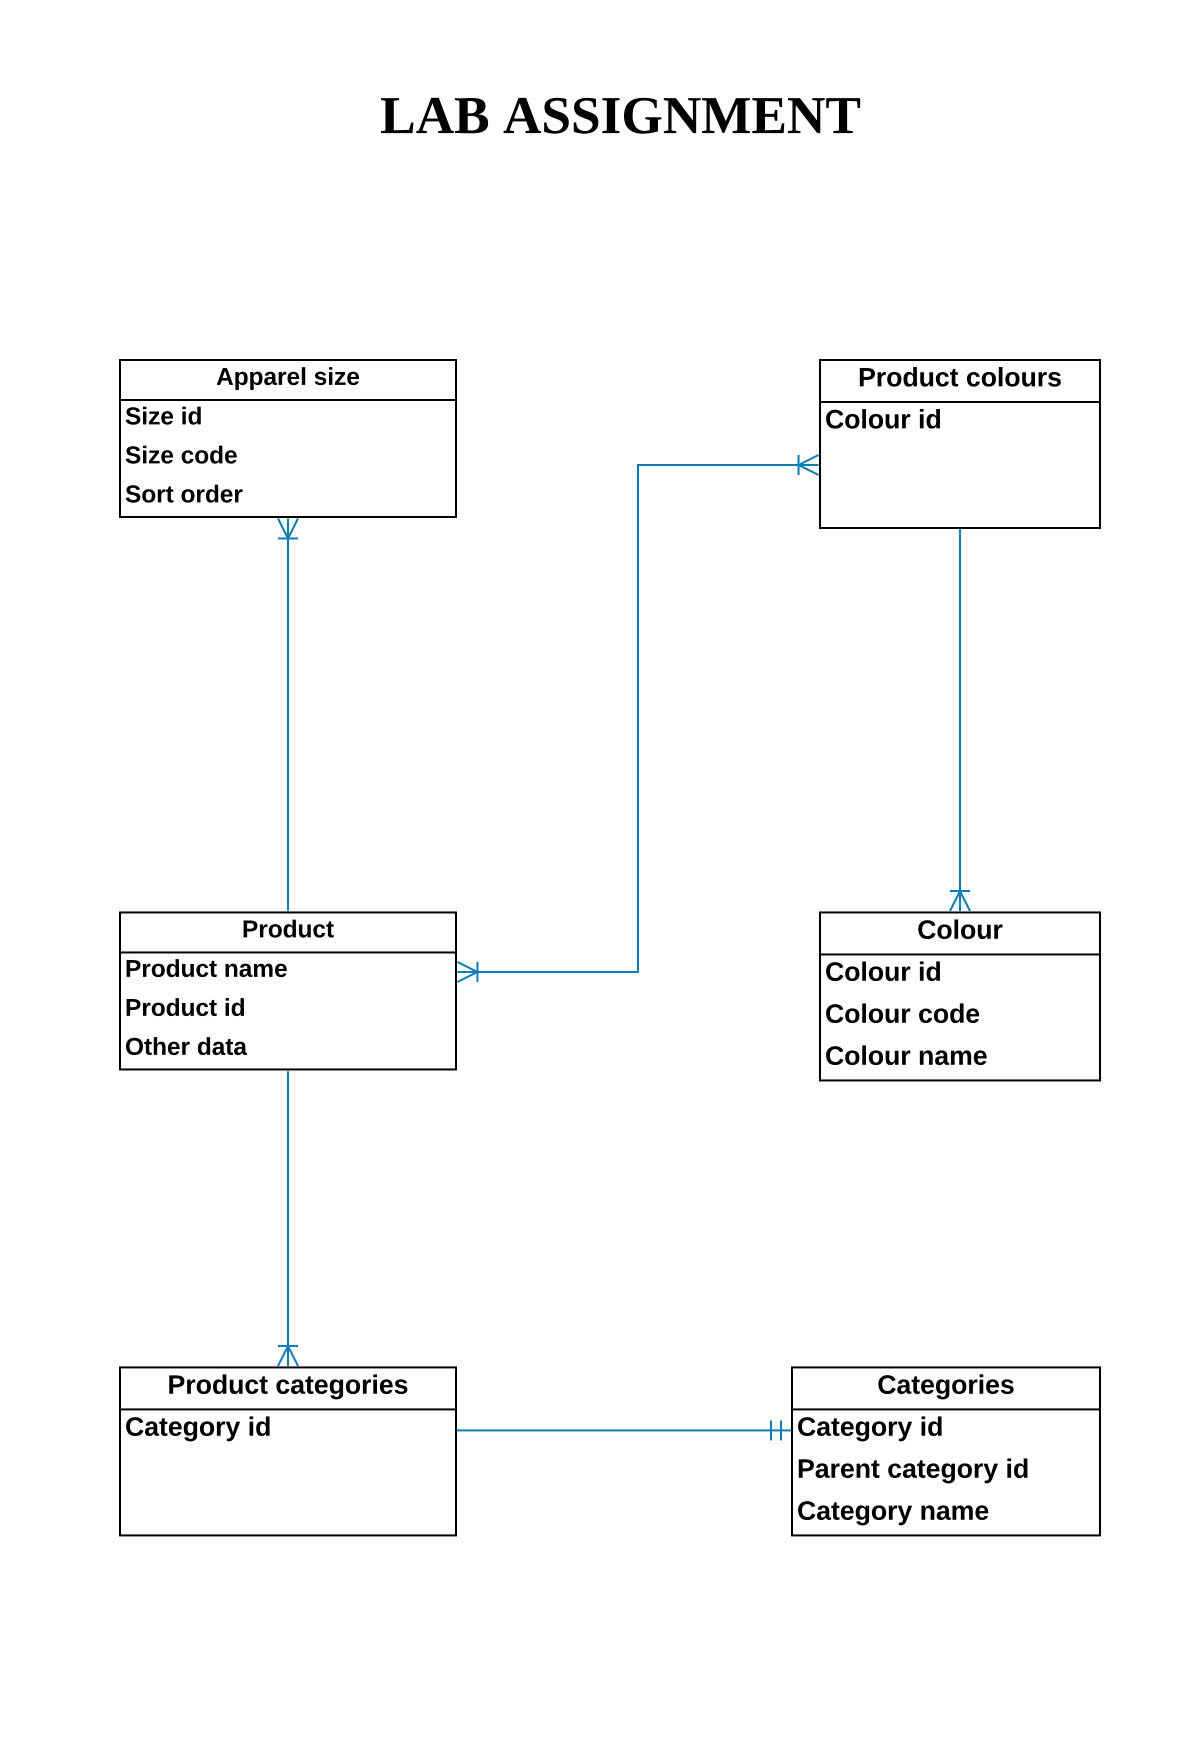 LAB ASSIGNMENT
Apparel size
Size id
Size code
Sort order
Product colours
Colour id
Product
Product name
Product id
Other data
Colour
Colour id
Colour code
Colour name
Product categories
Category id
Categories
Category id
Parent category id
Category name